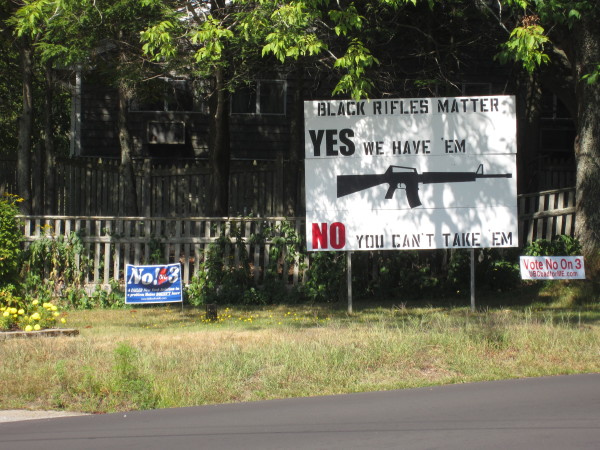 BLACK RIFLES MATTER:
YES WE HAVE 'EM
NO YOU CAN'T TAKE 'EM
No On 3
Vote No On 3